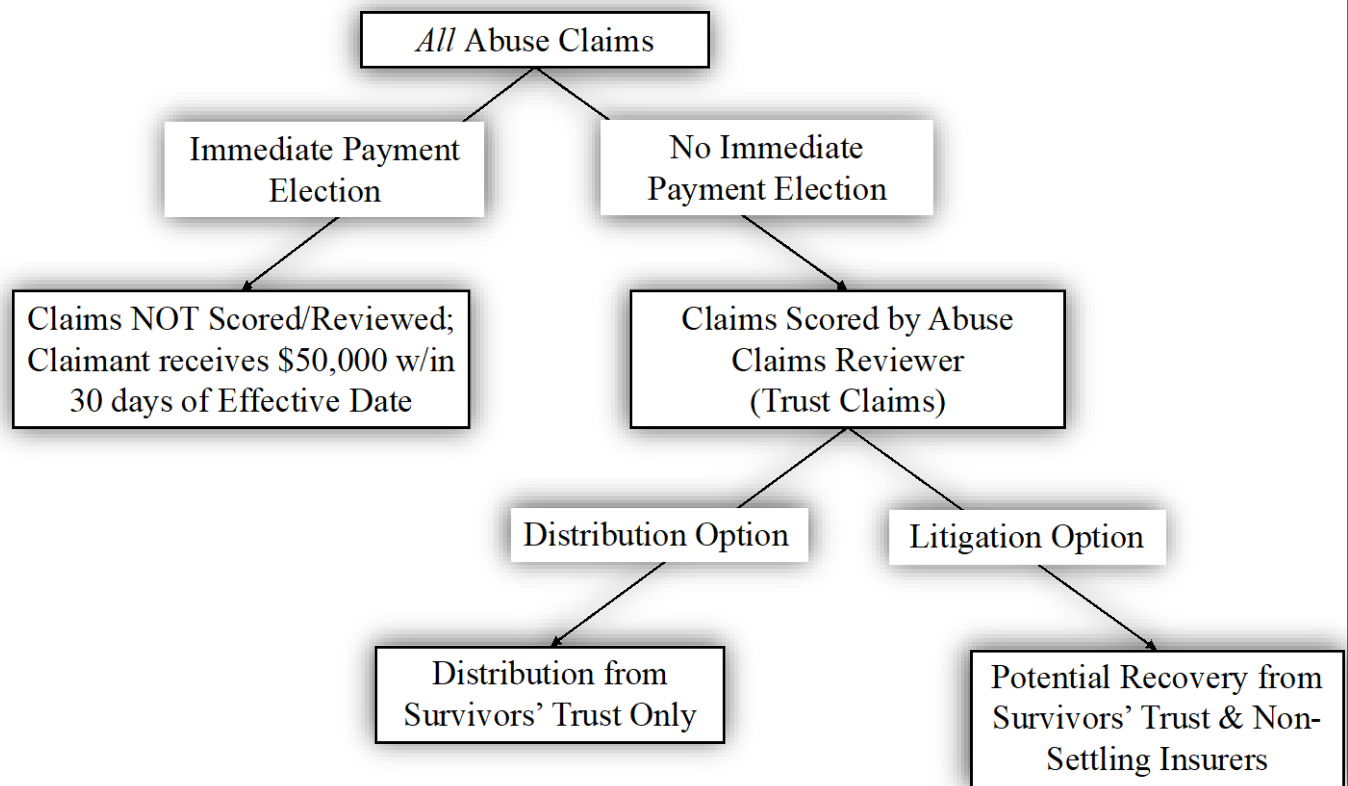 All Abuse Claims
Immediate Payment
Election
No Immediate
Payment Election
Claims NOT Scored/Reviewed;
Claimant receives $50,000 w/in
30 days of Effective Date
Claims Scored by Abuse
Claims Reviewer
(Trust Claims)
Distribution Option
Litigation Option
Distribution from
Survivors’ Trust Only
Potential Recovery from
Survivors’ Trust & Non-
Settling Insurers